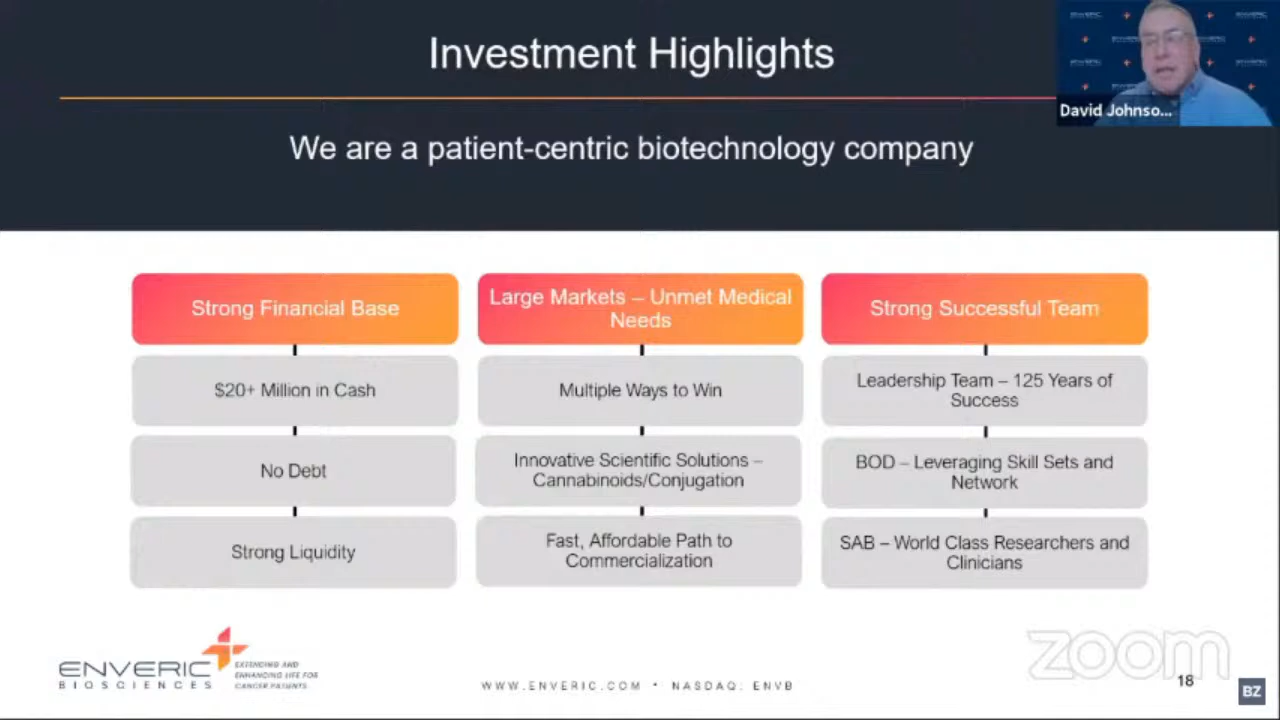 Investment Highlights
David Johnso...
We are a patient-centric biotechnology company
Strong Financial Base
$20+ Million in Cash
No Debt
Strong Liquidity
Large Markets – Unmet Medical
Needs
Multiple Ways to Win
Innovative Scientific Solutions –
Cannabinoids/Conjugation
Fast, Affordable Path to
Commercialization
Strong Successful Team
Leadership Team – 125 Years of
Success
BOD – Leveraging Skill Sets and
Network
SAB – World Class Researchers and
Clinicians
ENVERIC
BIOSCIENCES
EXTENDING AND
ENHANCING LIFE FOR
CANCER PATIENTS
WWW.ENVERIC.COM • NASDAQ: ENVB
zoom
18
BZ